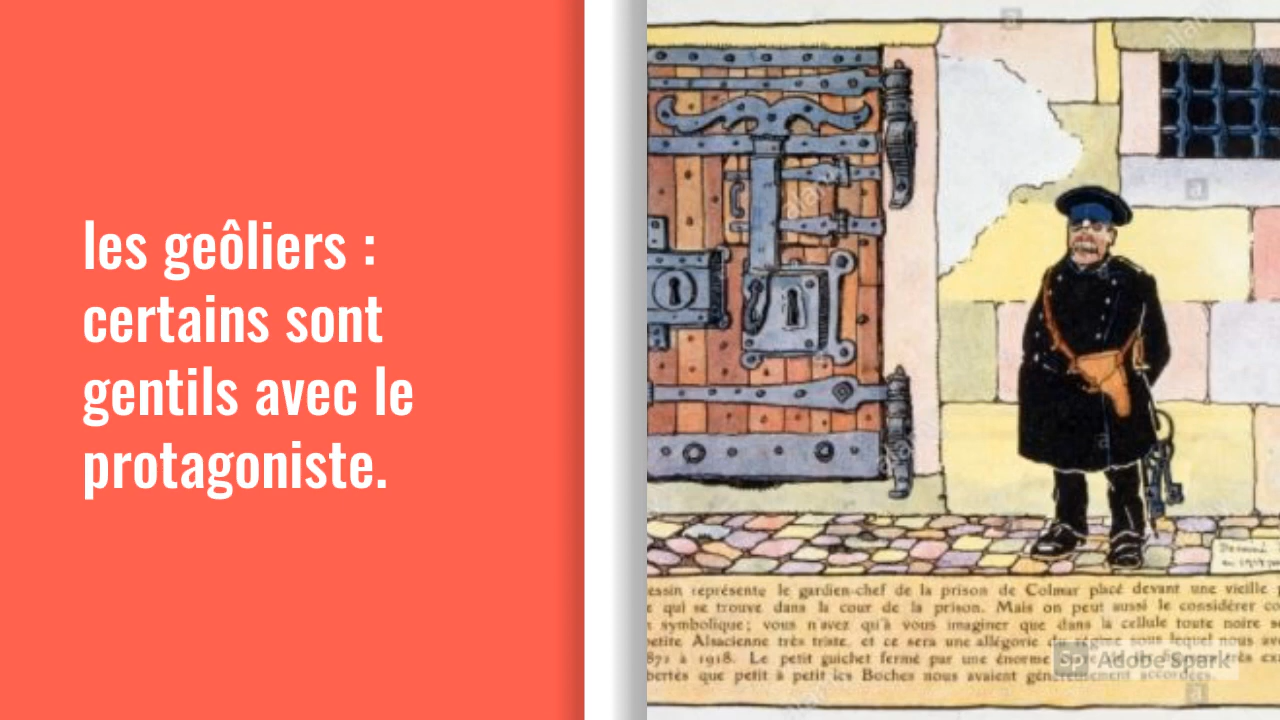 les geôliers :
certains sont
gentils avec le
protagoniste.
essin représente le gardien-chef de la prison de Colmar placé devant une vieille
qui se trouve dans la cour de la prison. Mais on peut aussi le considérer
symbolique; vous n'avez qu'à vous imaginer que dans la cellule toute noire
petite Alsacienne très triste, et ce sera une allégorie du régime sous lequel nous
871 à 1918. Le petit guichet fermé par une énorme
bertés que petit à petit les Boches nous avaient généreusement accordées.
Sp Adobe Spark